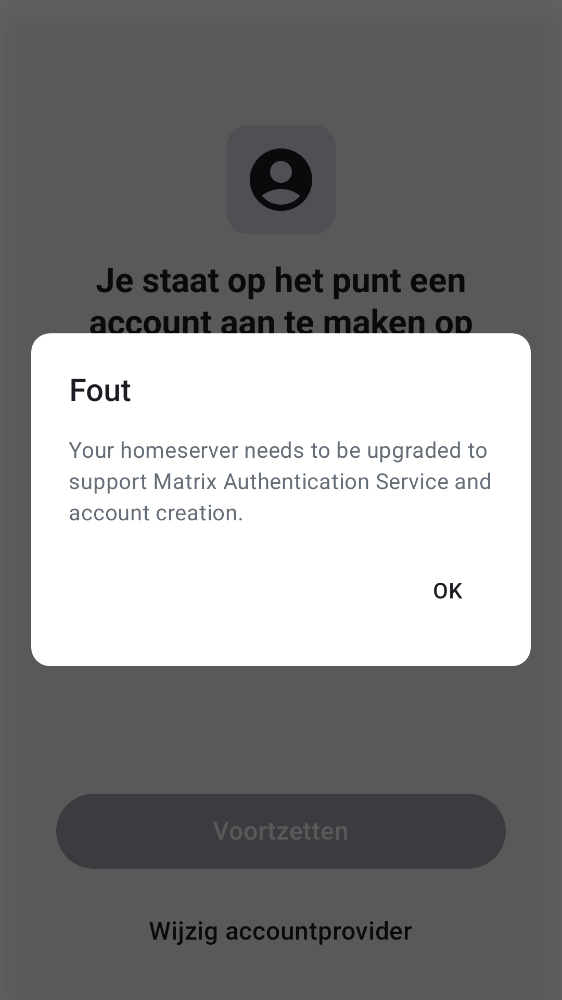 Je staat op het punt een
account aan te maken op
Fout
Your homeserver needs to be upgraded to
support Matrix Authentication Service and
account creation.
OK
Voortzetten
Wijzig accountprovider